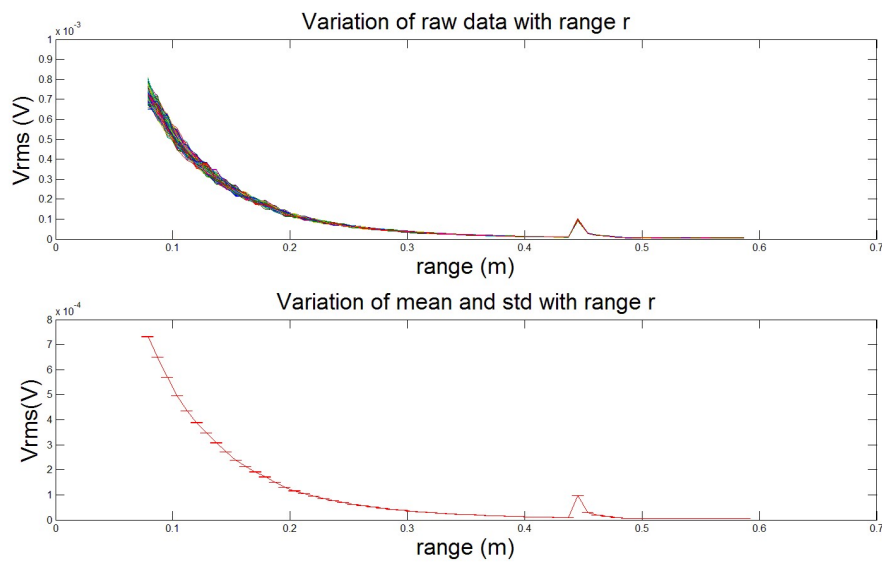 Variation of raw data with range r
x 10-3
1
0.9
0.8
0.7
0.6
0.5
0.4
0.3
0.2
0.1
0
Vrms (V)
0 0.1 0.2 0.3 0.4 0.5 0.6 0.7
range (m)
Variation of mean and std with range r
x 10-4
8
7
6
5
4
3
2
1
0
Vrms(V)
0 0.1 0.2 0.3 0.4 0.5 0.6 0.7
range (m)